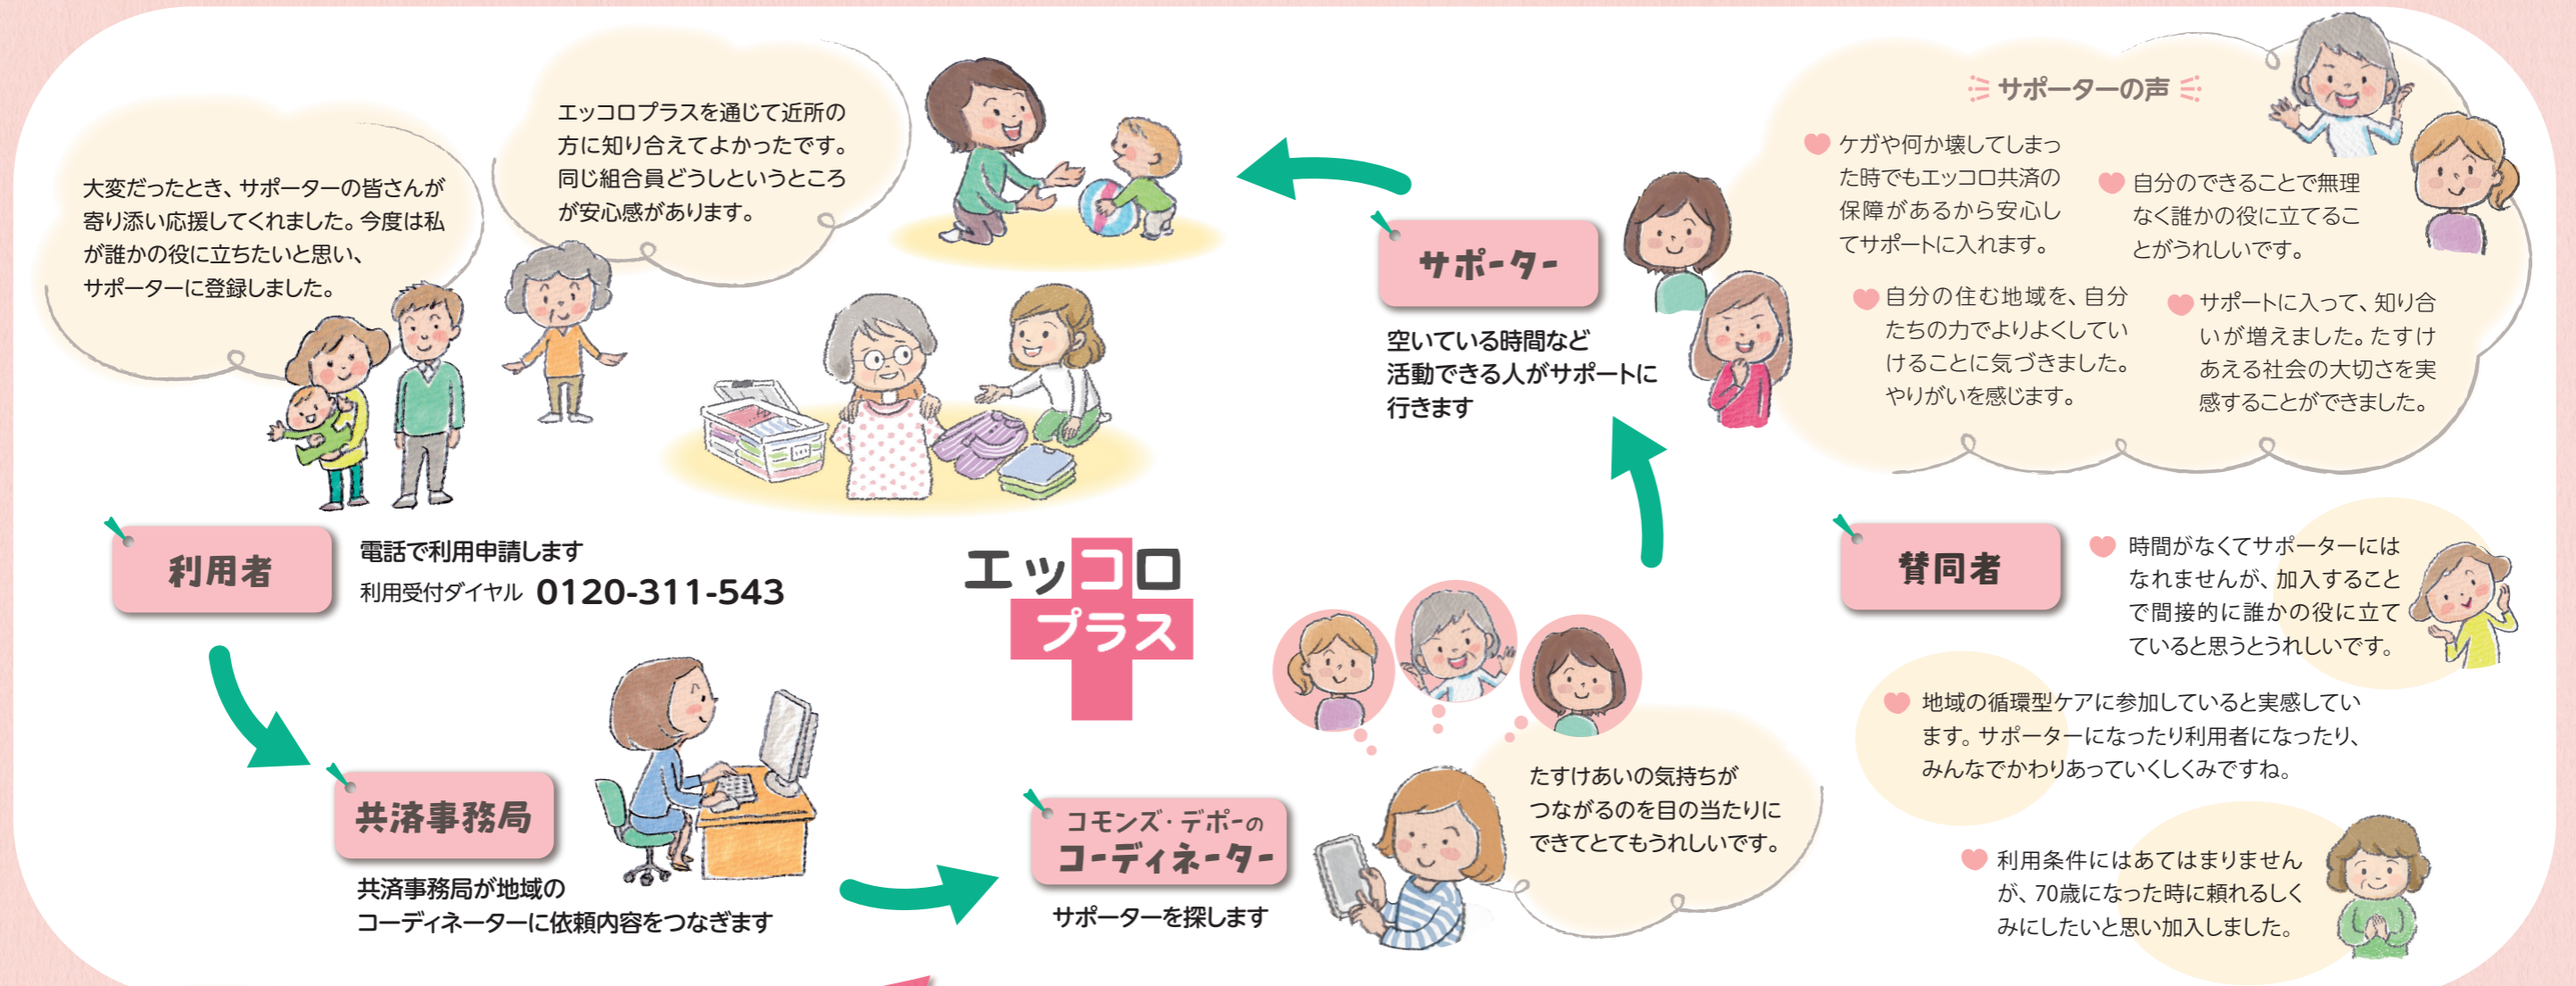 大変だったとき、サポーターの皆さんが
寄り添い応援してくれました。今度は私
が誰かの役に立ちたいと思い、
サポーターに登録しました。
エッコロプラスを通じて近所の
方に知り合えてよかったです。
同じ組合員どうしというところ
が安心感があります。
サポーター
空いている時間など
活動できる人がサポートに
行きます
サポーターの声
ケガや何か壊してしまっ
た時でもエッコロ共済の
保障があるから安心し
てサポートに入れます。
自分のできることで無理
なく誰かの役に立てるこ
とがうれしいです。
自分の住む地域を、自分
たちの力でよりよくしてい
けることに気づきました。
やりがいを感じます。
サポートに入って、知り合
いが増えました。たすけ
あえる社会の大切さを実
感することができました。
利用者
電話で利用申請します
利用受付ダイヤル 0120-311-543
エッコロ
プラス
共済事務局
共済事務局が地域の
コーディネーターに依頼内容をつなぎます
コモンズ・デポーの
コーディネーター
サポーターを探します
たすけあいの気持ちが
つながるのを目の当たりに
できてとてもうれしいです。
賛同者
時間がなくてサポーターには
なれませんが、加入すること
で間接的に誰かの役に立て
ていると思うとうれしいです。
地域の循環型ケアに参加していると実感してい
ます。サポーターになったり利用者になったり、
みんなでかわりあっていくしくみですね。
利用条件にはあてはまりません
が、70歳になった時に頼れるしく
みにしたいと思い加入しました。